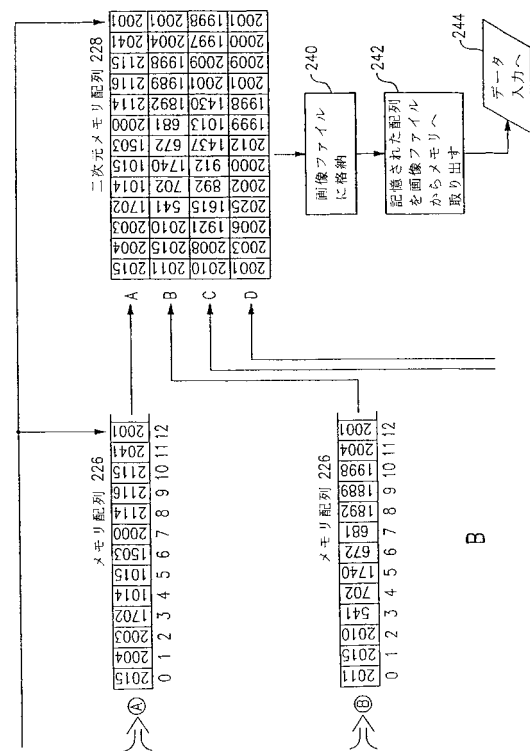 メモリ配列 226
Ⓐ
2015 2004 2003 1702 1014 1015 1503 2000 2114 2116 2115 2041 2001
0 1 2 3 4 5 6 7 8 9 10 11 12
メモリ配列 226
Ⓑ
2011 2015 2010 541 702 1740 672 681 1892 1889 1998 2004 2001
0 1 2 3 4 5 6 7 8 9 10 11 12
B
二次元メモリ配列 228
A 2015 2004 2003 1702 1014 1015 1503 2000 2114 2116 2115 2041 2001
B 2011 2015 2010 541 702 1740 672 681 1892 1989 1998 2004 2001
C 2010 2008 1921 1615 892 912 1437 1013 1430 2001 2009 1997 1998
D 2001 2003 2006 2025 2002 2000 2012 1999 1998 2001 2009 2000 2001
240
画像ファイル
に格納
242
記憶された配列
を画像ファイル
からメモリへ
取り出す
244
データ
入力へ